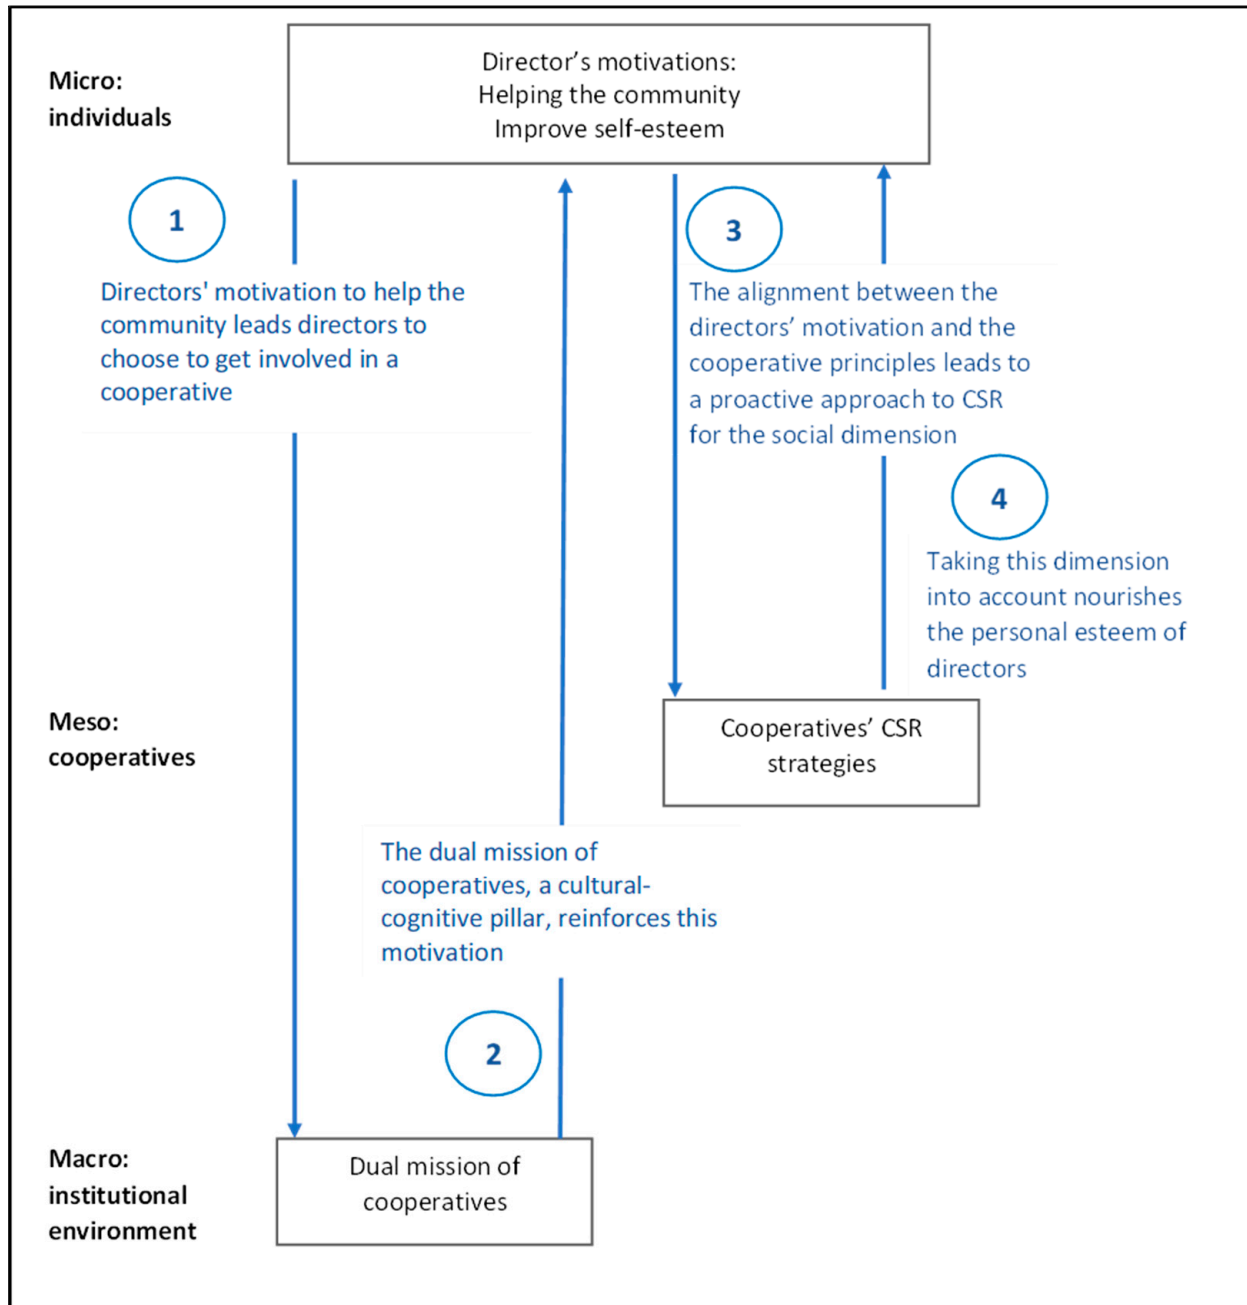 Micro:
individuals
Director’s motivations:
Helping the community
Improve self-esteem
1
Directors' motivation to help the
community leads directors to
choose to get involved in a
cooperative
3
The alignment between the
directors’ motivation and the
cooperative principles leads to
a proactive approach to CSR
for the social dimension
4
Taking this dimension
into account nourishes
the personal esteem of
directors
Meso:
cooperatives
Cooperatives’ CSR
strategies
The dual mission of
cooperatives, a cultural-
cognitive pillar, reinforces this
motivation
2
Macro:
institutional
environment
Dual mission of
cooperatives